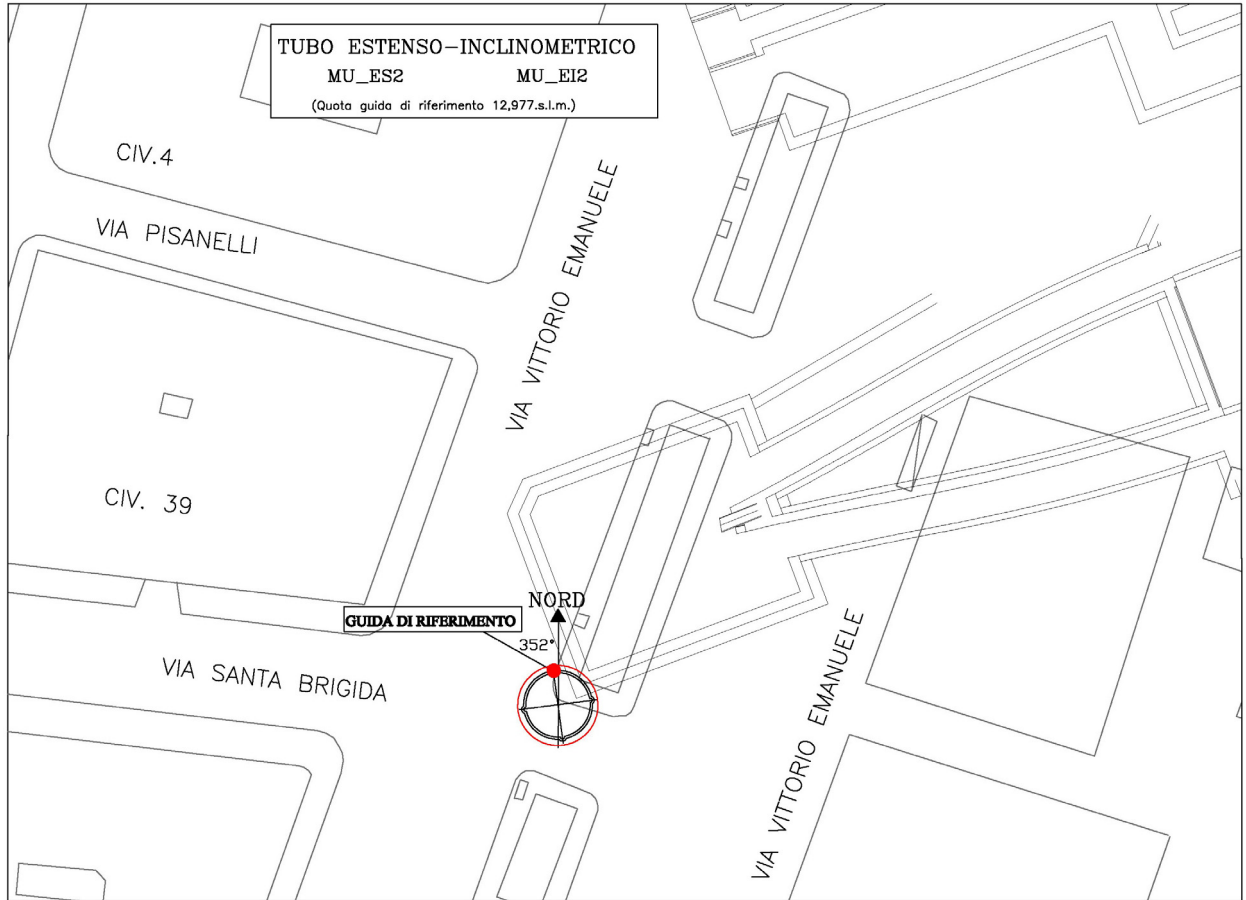 TUBO ESTENSO-INCLINOMETRICO
MU_ES2 MU_EI2
(Quota guida di riferimento 12,977.s.l.m.)
CIV.4
VIA PISANELLI
VIA VITTORIO EMANUELE
CIV. 39
NORD
GUIDA DI RIFERIMENTO
352°
VIA SANTA BRIGIDA
VIA VITTORIO EMANUELE